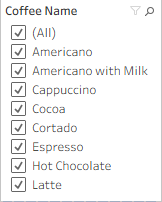 Coffee Name
(All)
Americano
Americano with Milk
Cappuccino
Cocoa
Cortado
Espresso
Hot Chocolate
Latte